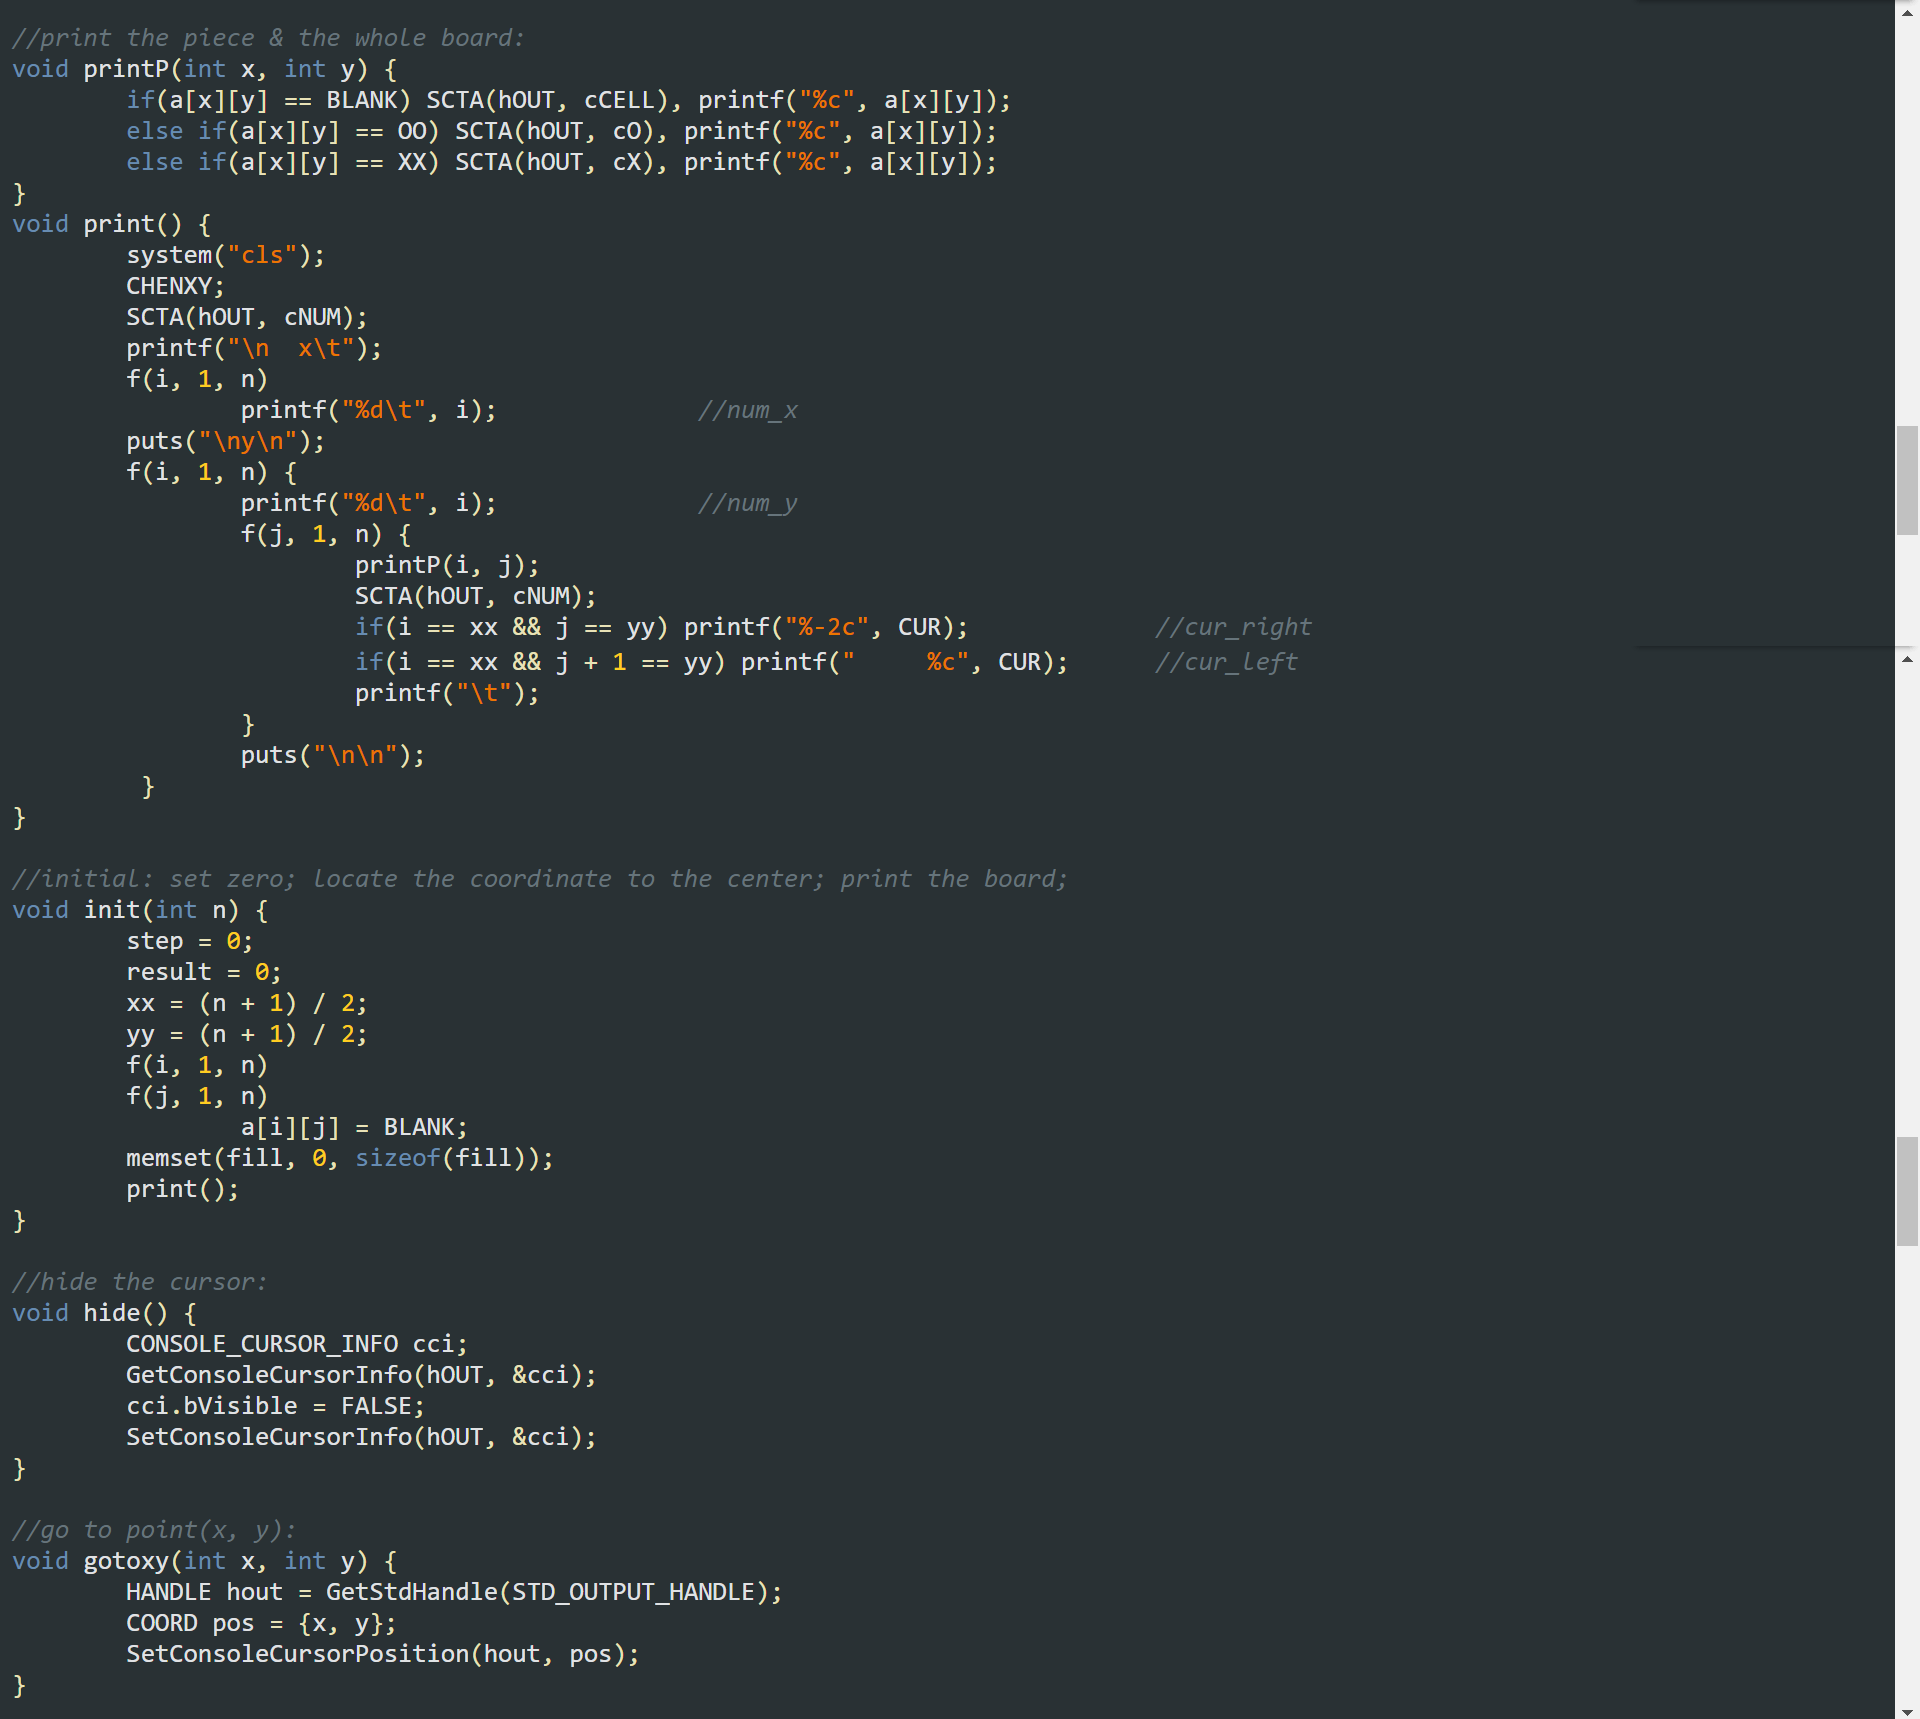 //print the piece & the whole board:
void printP(int x, int y) {
        if(a[x][y] == BLANK) SCTA(hOUT, cCELL), printf("%c", a[x][y]);
        else if(a[x][y] == OO) SCTA(hOUT, cO), printf("%c", a[x][y]);
        else if(a[x][y] == XX) SCTA(hOUT, cX), printf("%c", a[x][y]);
}
void print() {
        system("cls");
        CHENXY;
        SCTA(hOUT, cNUM);
        printf("\n  x\t");
        f(i, 1, n)
                printf("%d\t", i);              //num_x
        puts("\ny\n");
        f(i, 1, n) {
                printf("%d\t", i);              //num_y
                f(j, 1, n) {
                        printP(i, j);
                        SCTA(hOUT, cNUM);
                        if(i == xx && j == yy) printf("%-2c", CUR);             //cur_right
                        if(i == xx && j + 1 == yy) printf("     %c", CUR);      //cur_left
                        printf("\t");
                }
                puts("\n\n");
         }
}

//initial: set zero; locate the coordinate to the center; print the board;
void init(int n) {
        step = 0;
        result = 0;
        xx = (n + 1) / 2;
        yy = (n + 1) / 2;
        f(i, 1, n)
        f(j, 1, n)
                a[i][j] = BLANK;
        memset(fill, 0, sizeof(fill));
        print();
}

//hide the cursor:
void hide() {
        CONSOLE_CURSOR_INFO cci;
        GetConsoleCursorInfo(hOUT, &cci);
        cci.bVisible = FALSE;
        SetConsoleCursorInfo(hOUT, &cci);
}

//go to point(x, y):
void gotoxy(int x, int y) {
        HANDLE hout = GetStdHandle(STD_OUTPUT_HANDLE);
        COORD pos = {x, y};
        SetConsoleCursorPosition(hout, pos);
}